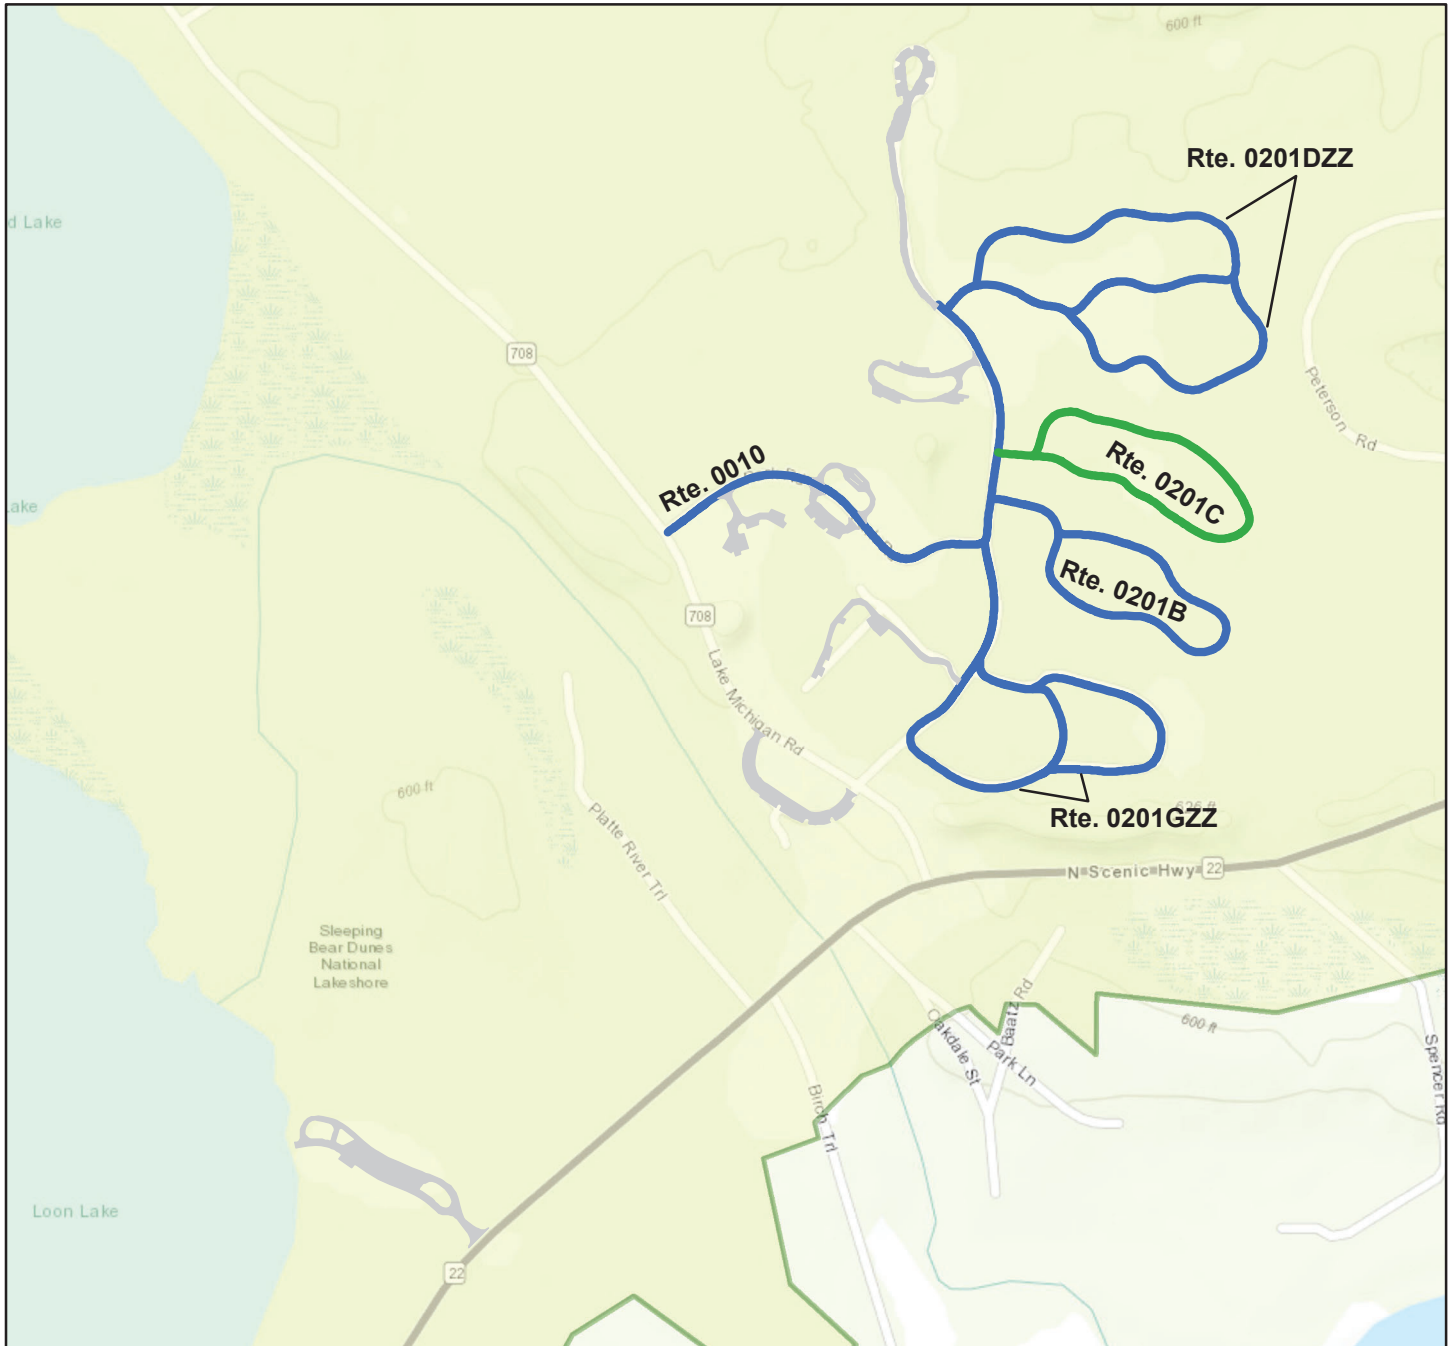 600 ft
Rte. 0201DZZ
d Lake
708
Peterson Rd
Rte. 0010
Rte. 0201C
ake
Rte. 0201B
708
Lake Michigan Rd
600 ft
626 ft
Rte. 0201GZZ
Platte River Trl
N Scenic Hwy
22
Sleeping
Bear Dunes
National
Lakeshore
Oakdale St
Baatz Rd
Park Ln
600 ft
Spencer Rd
Birch Trl
Loon Lake
22